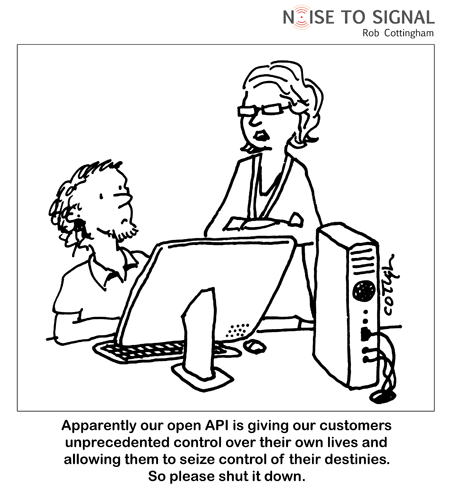 NOISE TO SIGNAL
Rob Cottingham
cottingh
Apparently our open API is giving our customers
unprecedented control over their own lives and
allowing them to seize control of their destinies.
So please shut it down.